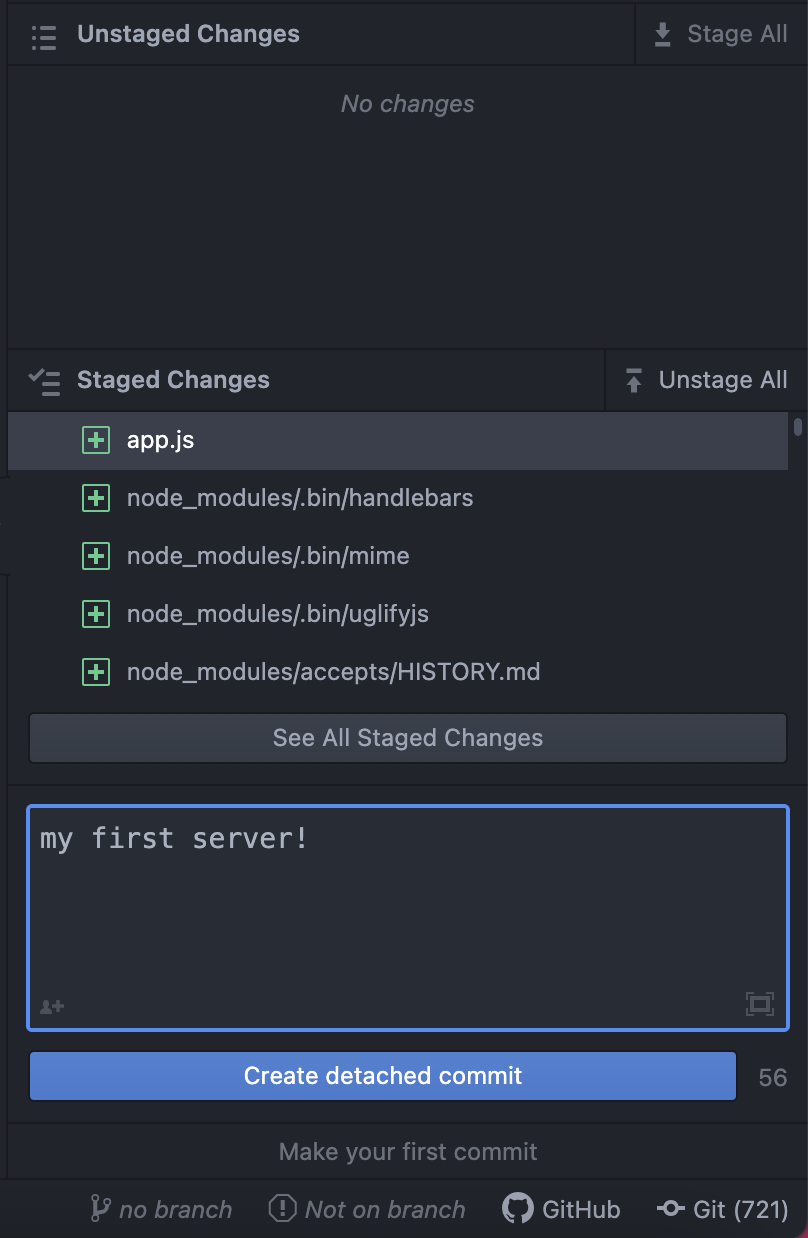 Unstaged Changes
Stage All
No changes
Staged Changes
Unstage All
app.js
node_modules/.bin/handlebars
node_modules/.bin/mime
node_modules/.bin/uglifyjs
node_modules/accepts/HISTORY.md
See All Staged Changes
my first server!
Create detached commit
56
Make your first commit
no branch
Not on branch
GitHub
Git (721)